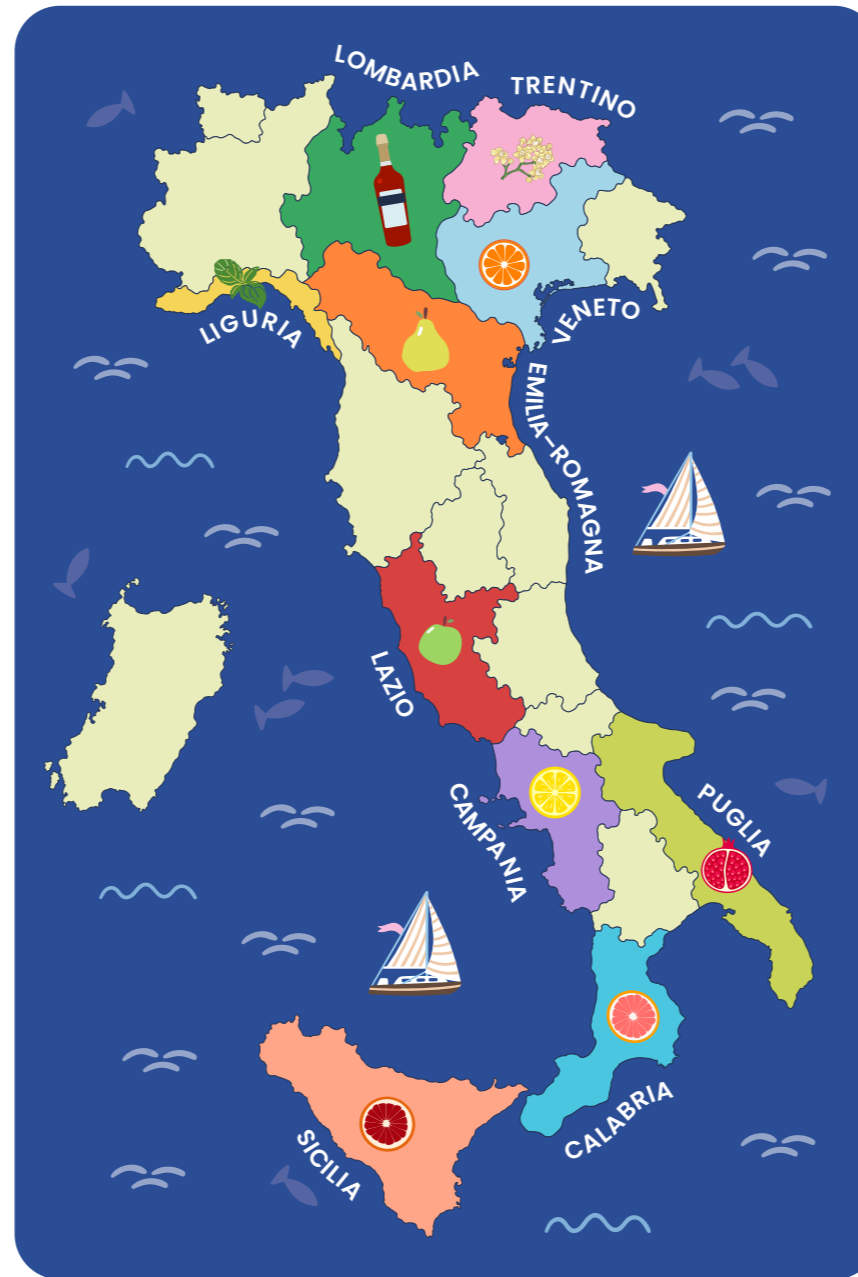 LOMBARDIA
TRENTINO
LIGURIA
VENETO
EMILIA–ROMAGNA
LAZIO
CAMPANIA
PUGLIA
CALABRIA
SICILIA